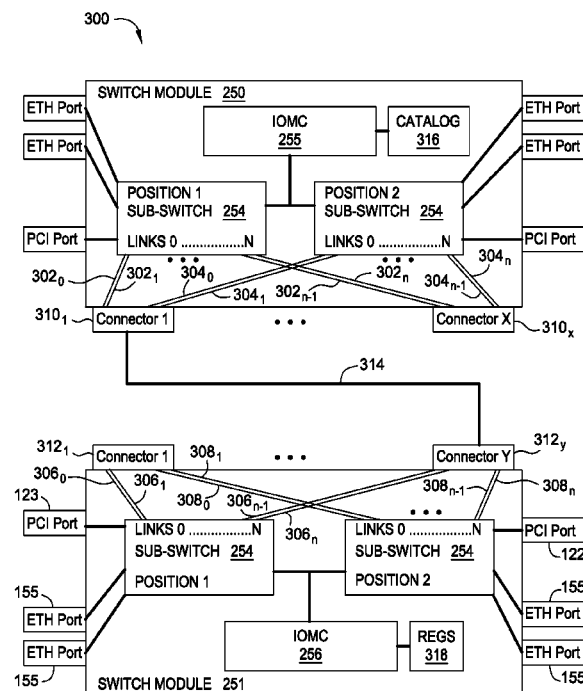 300
SWITCH MODULE 250
ETH Port
ETH Port
ETH Port
ETH Port
IOMC
255
CATALOG
316
POSITION 1
SUB-SWITCH 254
LINKS 0 ................N
POSITION 2
SUB-SWITCH 254
LINKS 0 ................N
PCI Port
PCI Port
302₀
302₁
304₀
304₁
302ₙ₋₁
302ₙ
304ₙ₋₁
304ₙ
310₁
Connector 1
Connector X
310ₓ
314
312₁
Connector 1
Connector Y
312y
306₀
306₁
308₀
308₁
306ₙ₋₁
306ₙ
308ₙ₋₁
308ₙ
123
PCI Port
LINKS 0 ................N
SUB-SWITCH 254
POSITION 1
LINKS 0 ................N
SUB-SWITCH 254
POSITION 2
PCI Port
122
155
ETH Port
ETH Port
155
155
ETH Port
ETH Port
155
IOMC
256
REGS
318
SWITCH MODULE 251